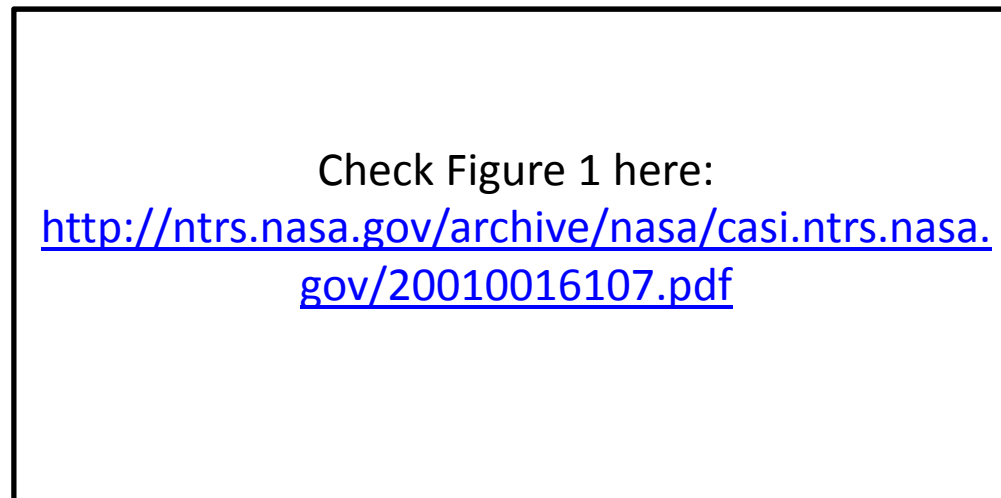 Check Figure 1 here:
http://ntrs.nasa.gov/archive/nasa/casi.ntrs.nasa.
gov/20010016107.pdf